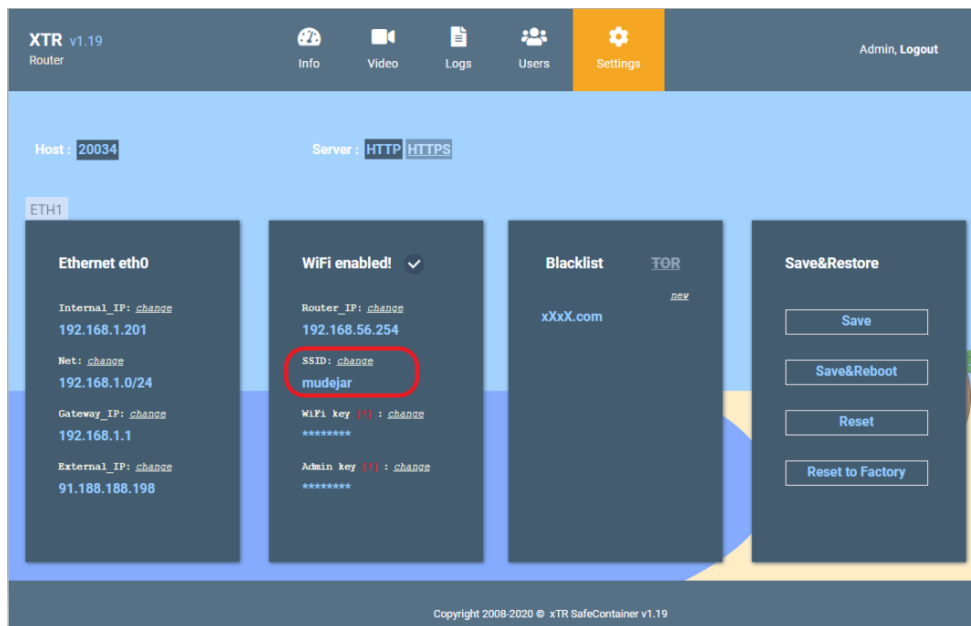 XTR v1.19
Router
Info
Video
Logs
Users
Settings
Admin, Logout
Host : 20034
Server : HTTP HTTPS
ETH1
Ethernet eth0
Internal_IP: change
192.168.1.201
Net: change
192.168.1.0/24
Gateway_IP: change
192.168.1.1
External_IP: change
91.188.188.198
WiFi enabled!
Router_IP: change
192.168.56.254
SSID: change
mudejar
WiFi key [!] : change
********
Admin key [!] : change
********
Blacklist TOR
new
xXxX.com
Save&Restore
Save
Save&Reboot
Reset
Reset to Factory
Copyright 2008-2020 © xTR SafeContainer v1.19